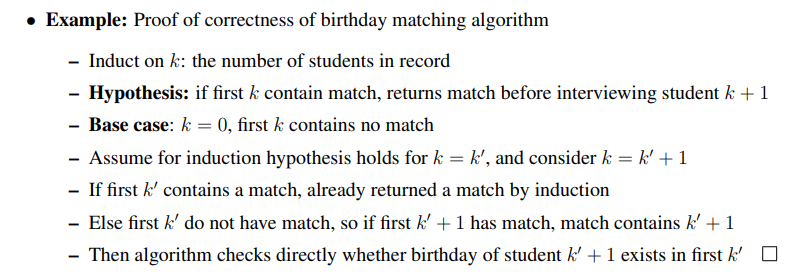 • Example: Proof of correctness of birthday matching algorithm
– Induct on k: the number of students in record
– Hypothesis: if first k contain match, returns match before interviewing student k + 1
– Base case: k = 0, first k contains no match
– Assume for induction hypothesis holds for k = k′, and consider k = k′ + 1
– If first k′ contains a match, already returned a match by induction
– Else first k′ do not have match, so if first k′ + 1 has match, match contains k′ + 1
– Then algorithm checks directly whether birthday of student k′ + 1 exists in first k′ □